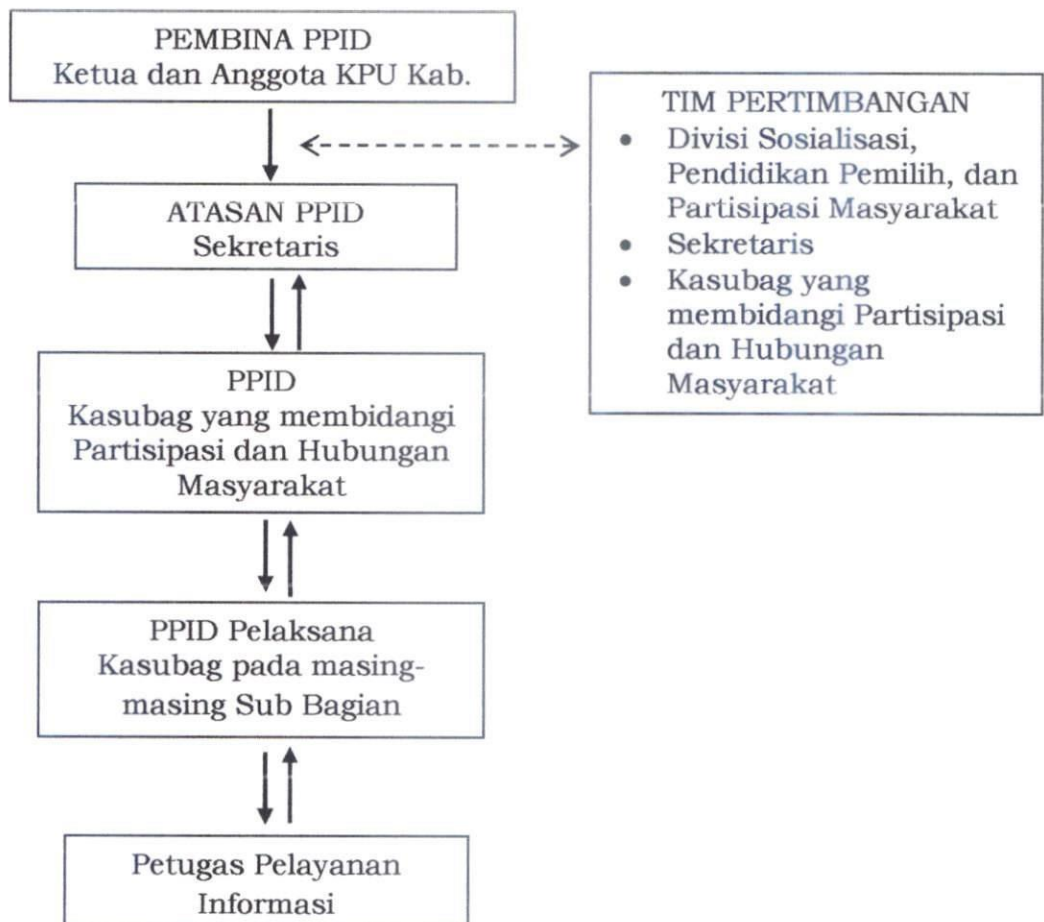 PEMBINA PPID
Ketua dan Anggota KPU Kab.
TIM PERTIMBANGAN
• Divisi Sosialisasi,
Pendidikan Pemilih, dan
Partisipasi Masyarakat
• Sekretaris
• Kasubag yang
membidangi Partisipasi
dan Hubungan
Masyarakat
ATASAN PPID
Sekretaris
PPID
Kasubag yang membidangi
Partisipasi dan Hubungan
Masyarakat
PPID Pelaksana
Kasubag pada masing-
masing Sub Bagian
Petugas Pelayanan
Informasi